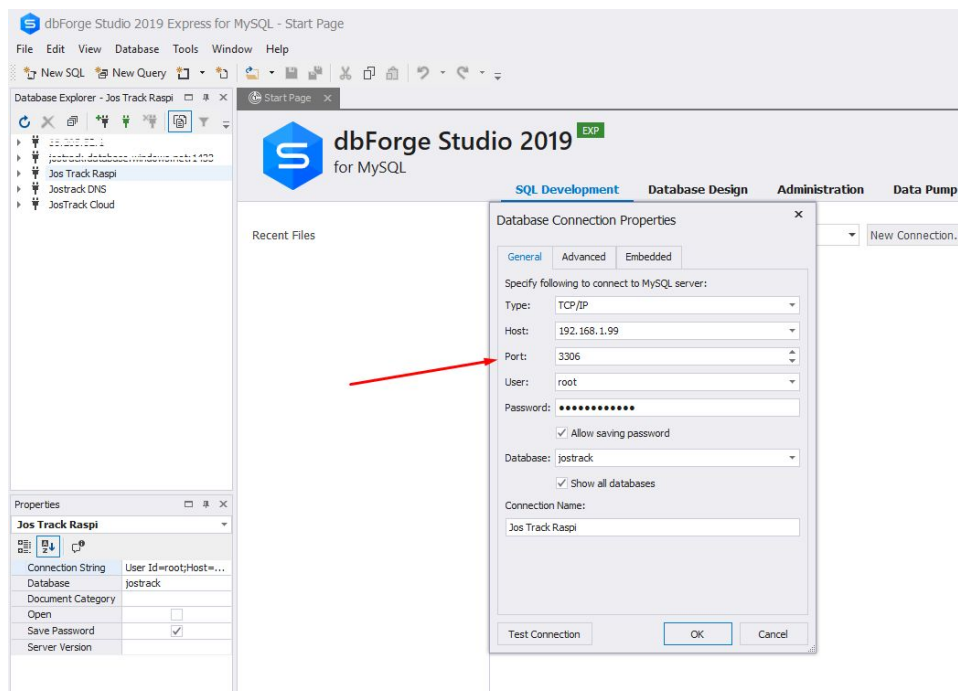 dbForge Studio 2019 Express for MySQL - Start Page
File Edit View Database Tools Window Help
New SQL New Query
Database Explorer - Jos Track Raspi
Start Page
Jos Track Raspi
Jostrack DNS
JosTrack Cloud
dbForge Studio 2019 EXP
for MySQL
SQL Development Database Design Administration Data Pump
Recent Files
New Connection.
Database Connection Properties
General Advanced Embedded
Specify following to connect to MySQL server:
Type: TCP/IP
Host: 192.168.1.99
Port: 3306
User: root
Password: ●●●●●●●●●●●●
Allow saving password
Database: jostrack
Show all databases
Connection Name:
Jos Track Raspi
Test Connection OK Cancel
Properties
Jos Track Raspi
Connection String User Id=root;Host=...
Database jostrack
Document Category
Open
Save Password
Server Version